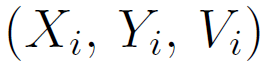 (X_i, Y_i, V_i)